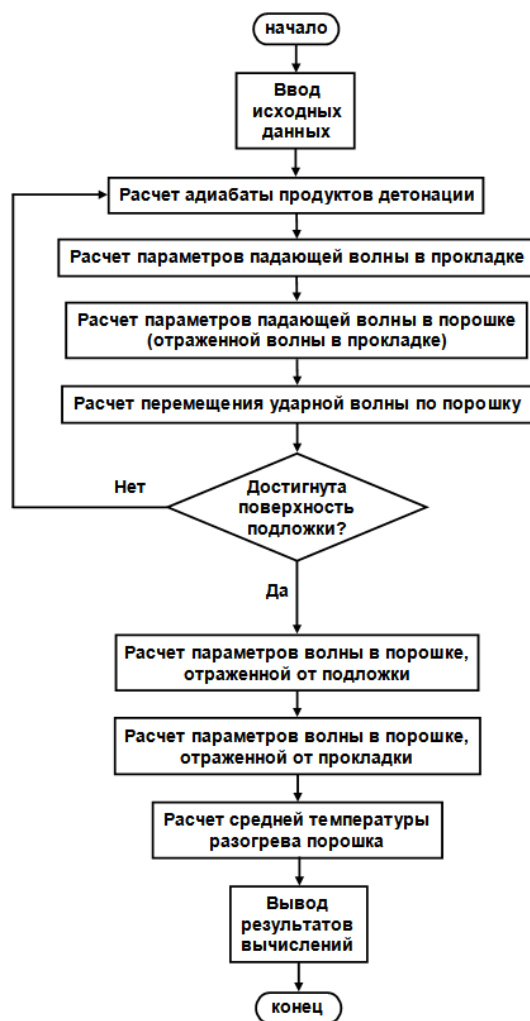 начало
Ввод
исходных
данных
Расчет адиабаты продуктов детонации
Расчет параметров падающей волны в прокладке
Расчет параметров падающей волны в порошке
(отраженной волны в прокладке)
Расчет перемещения ударной волны по порошку
Нет
Достигнута
поверхность
подложки?
Да
Расчет параметров волны в порошке,
отраженной от подложки
Расчет параметров волны в порошке,
отраженной от прокладки
Расчет средней температуры
разогрева порошка
Вывод
результатов
вычислений
конец